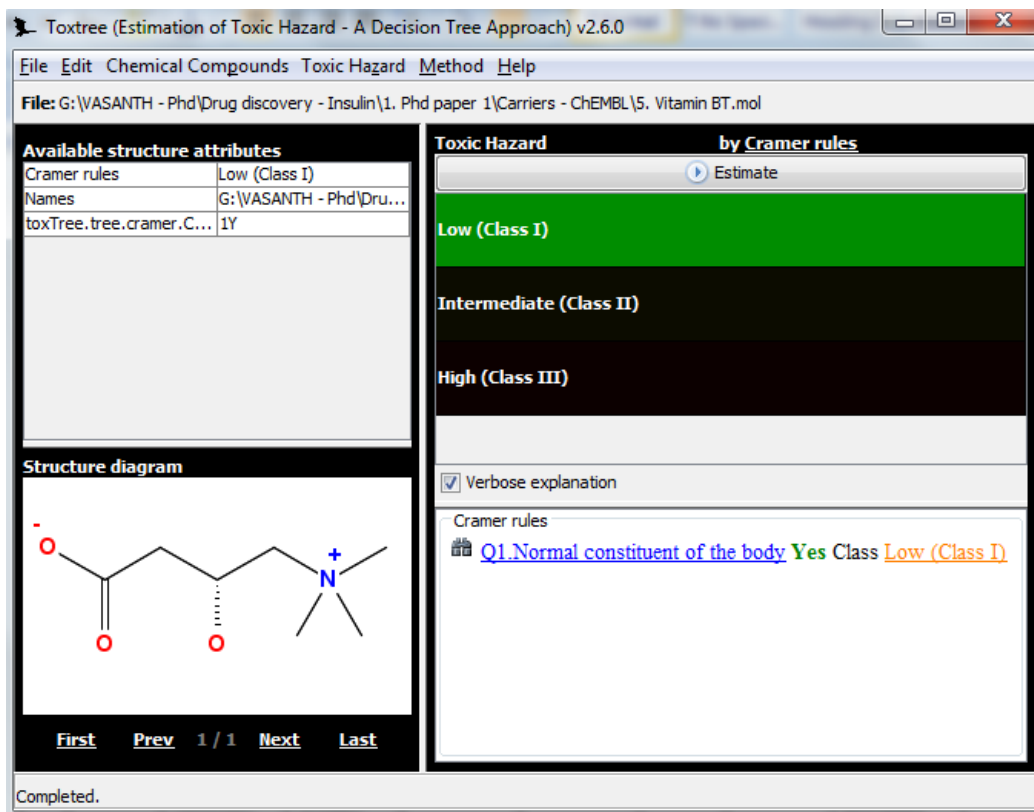 Toxtree (Estimation of Toxic Hazard - A Decision Tree Approach) v2.6.0
File Edit Chemical Compounds Toxic Hazard Method Help
File: G:\VASANTH - Phd\Drug discovery - Insulin\1. Phd paper 1\Carriers - ChEMBL\5. Vitamin BT.mol
Available structure attributes
Cramer rules Low (Class I)
Names G:\VASANTH - Phd\Dru...
toxTree.tree.cramer.C... 1Y
Structure diagram
-
O
+
N
O
O
First Prev 1 / 1 Next Last
Toxic Hazard by Cramer rules
Estimate
Low (Class I)
Intermediate (Class II)
High (Class III)
Verbose explanation
Cramer rules
Q1.Normal constituent of the body Yes Class Low (Class I)
Completed.